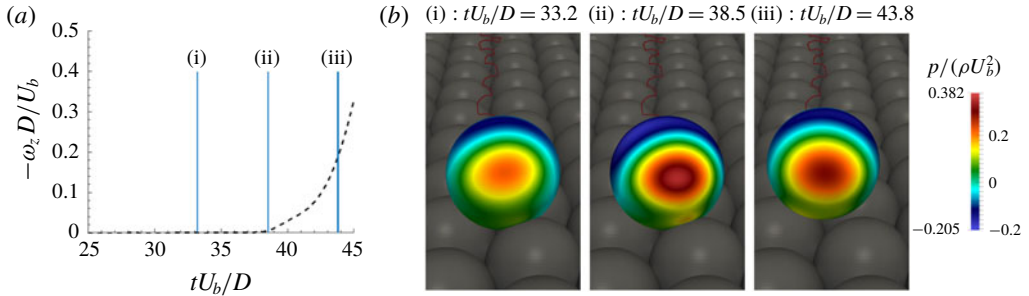 (a)
0.5
0.4
0.3
0.2
0.1
0
−ω_z D/U_b
(i)
(ii)
(iii)
25
30
35
40
45
tU_b/D
(b)
(i) : tU_b/D = 33.2
(ii) : tU_b/D = 38.5
(iii) : tU_b/D = 43.8
p/(ρU_b^2)
0.382
0.2
0
−0.205
−0.2